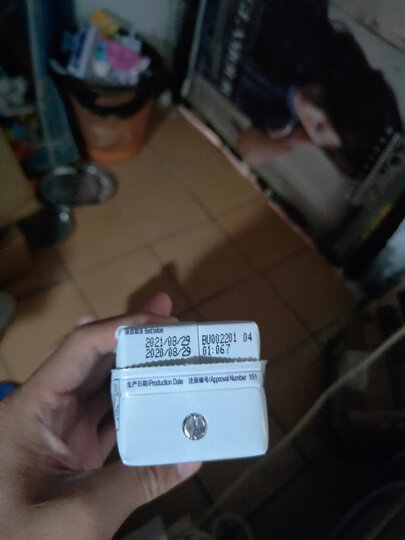 保质期至 Best before
2021/08/29 BU002201 04
2020/08/29 01:067
生产日期/Production Date 注册编号/Approval Number 1S1